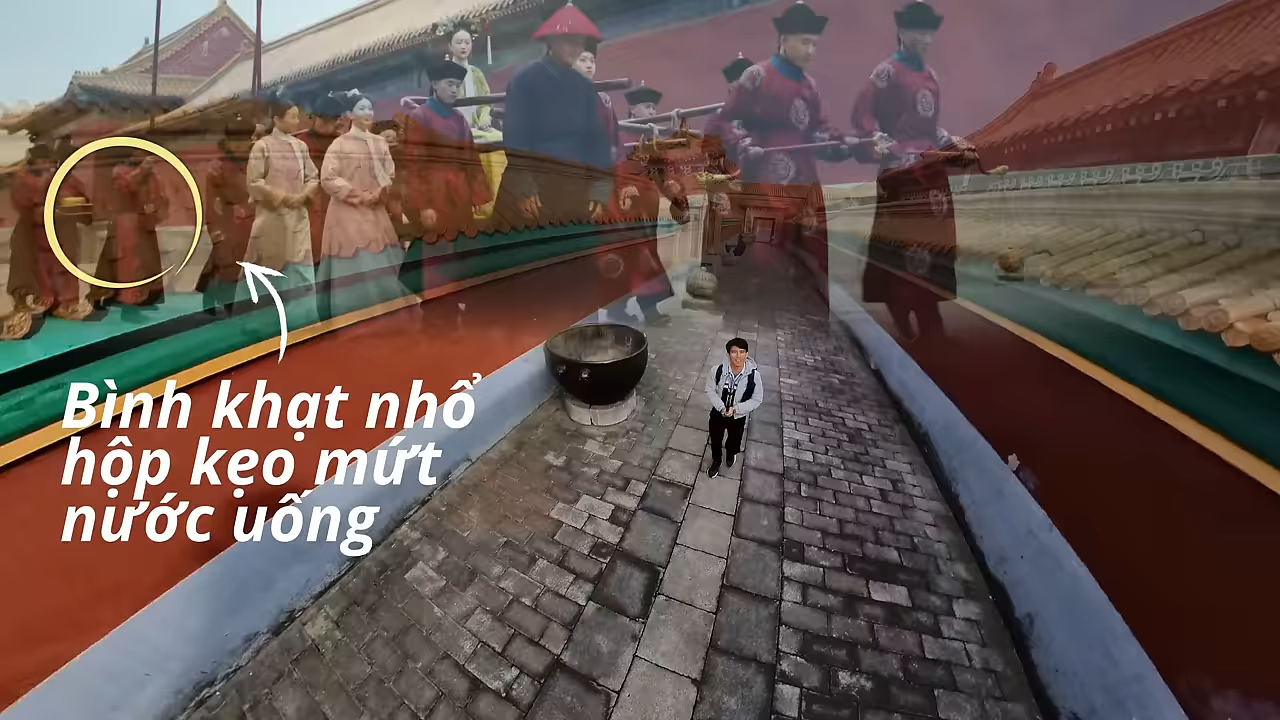 Bình khạt nhổ
hộp kẹo mứt
nước uống